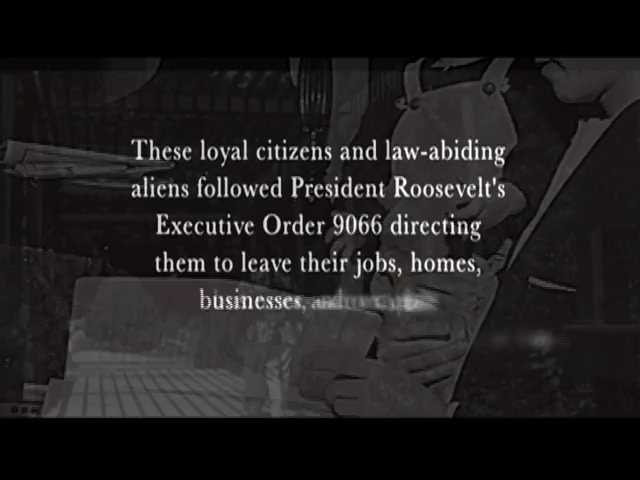 These loyal citizens and law-abiding
aliens followed President Roosevelt's
Executive Order 9066 directing
them to leave their jobs, homes,
businesses, and